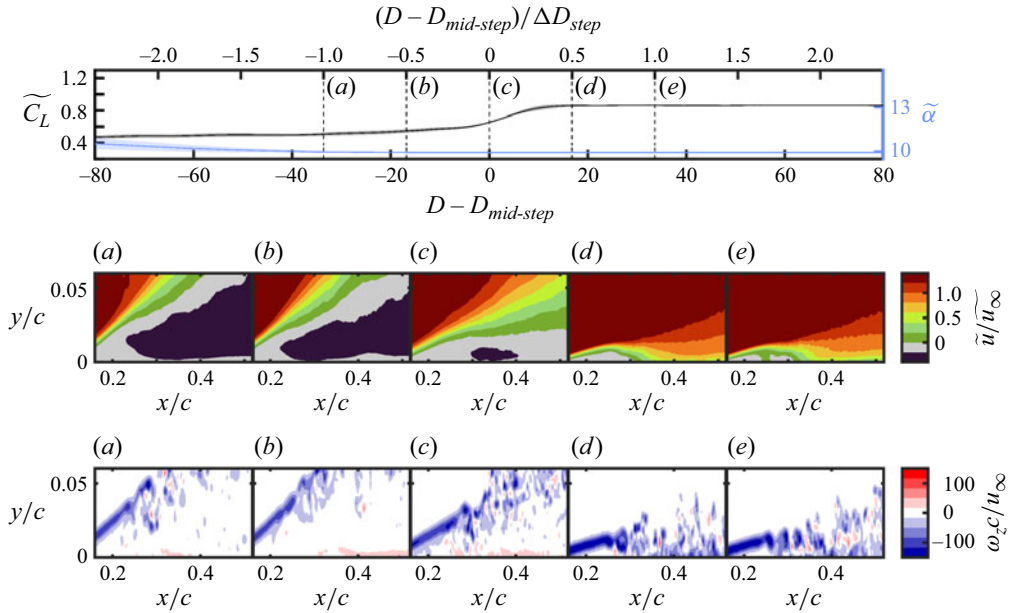 (D – D_mid-step)/ΔD_step
–2.0 –1.5 –1.0 –0.5 0 0.5 1.0 1.5 2.0
1.2
0.8
0.4
C̃_L
(a) (b) (c) (d) (e)
13
10
α̃
–80 –60 –40 –20 0 20 40 60 80
D – D_mid-step
(a) (b) (c) (d) (e)
0.05
y/c
0
0.2 0.4 0.2 0.4 0.2 0.4 0.2 0.4 0.2 0.4
x/c x/c x/c x/c x/c
1.0
0.5
0
ũ/ũ_∞
(a) (b) (c) (d) (e)
0.05
y/c
0
0.2 0.4 0.2 0.4 0.2 0.4 0.2 0.4 0.2 0.4
x/c x/c x/c x/c x/c
100
0
–100
ω_z c/u_∞